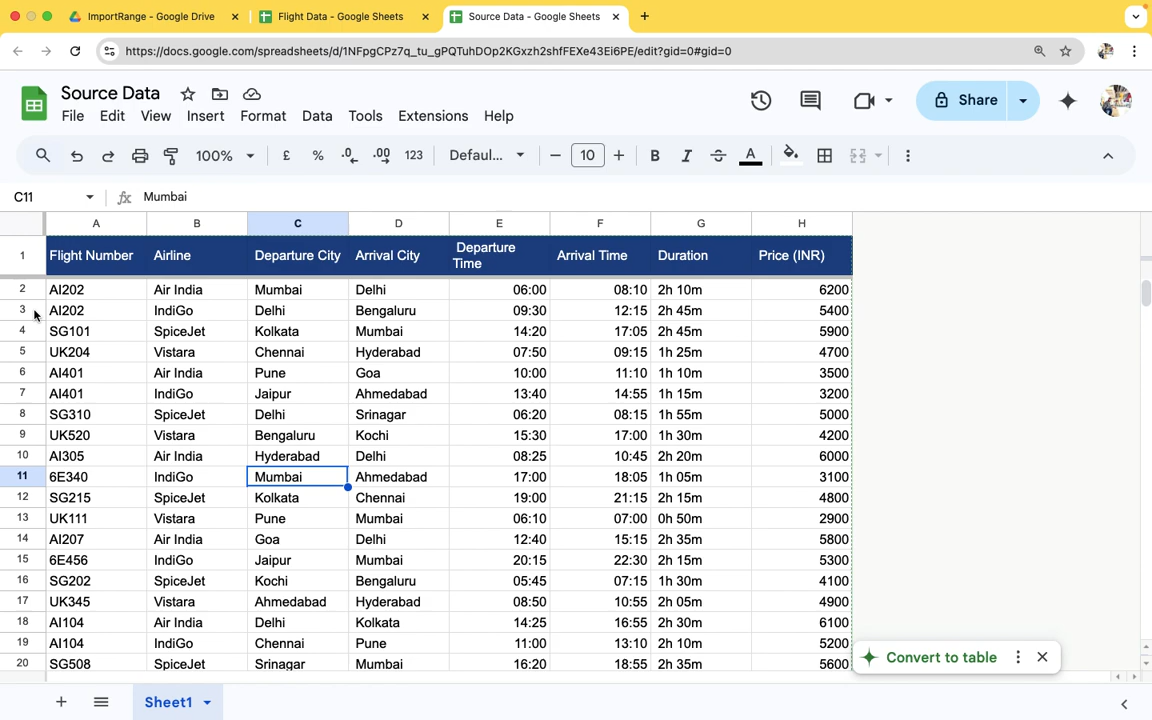 ImportRange - Google Drive
Flight Data - Google Sheets
Source Data - Google Sheets
https://docs.google.com/spreadsheets/d/1NFpgCPz7q_tu_gPQTuhDOp2KGxzh2shfFEXe43Ei6PE/edit?gid=0#gid=0
Source Data
File Edit View Insert Format Data Tools Extensions Help
Share
100% £ % .0 .00 123 Defaul... 10 B I A
C11 fx Mumbai
A B C D E F G H
1 Flight Number Airline Departure City Arrival City Departure Time Arrival Time Duration Price (INR)
2 AI202 Air India Mumbai Delhi 06:00 08:10 2h 10m 6200
3 AI202 IndiGo Delhi Bengaluru 09:30 12:15 2h 45m 5400
4 SG101 SpiceJet Kolkata Mumbai 14:20 17:05 2h 45m 5900
5 UK204 Vistara Chennai Hyderabad 07:50 09:15 1h 25m 4700
6 AI401 Air India Pune Goa 10:00 11:10 1h 10m 3500
7 AI401 IndiGo Jaipur Ahmedabad 13:40 14:55 1h 15m 3200
8 SG310 SpiceJet Delhi Srinagar 06:20 08:15 1h 55m 5000
9 UK520 Vistara Bengaluru Kochi 15:30 17:00 1h 30m 4200
10 AI305 Air India Hyderabad Delhi 08:25 10:45 2h 20m 6000
11 6E340 IndiGo Mumbai Ahmedabad 17:00 18:05 1h 05m 3100
12 SG215 SpiceJet Kolkata Chennai 19:00 21:15 2h 15m 4800
13 UK111 Vistara Pune Mumbai 06:10 07:00 0h 50m 2900
14 AI207 Air India Goa Delhi 12:40 15:15 2h 35m 5800
15 6E456 IndiGo Jaipur Mumbai 20:15 22:30 2h 15m 5300
16 SG202 SpiceJet Kochi Bengaluru 05:45 07:15 1h 30m 4100
17 UK345 Vistara Ahmedabad Hyderabad 08:50 10:55 2h 05m 4900
18 AI104 Air India Delhi Kolkata 14:25 16:55 2h 30m 6100
19 AI104 IndiGo Chennai Pune 11:00 13:10 2h 10m 5200
20 SG508 SpiceJet Srinagar Mumbai 16:20 18:55 2h 35m 5600
Convert to table
Sheet1